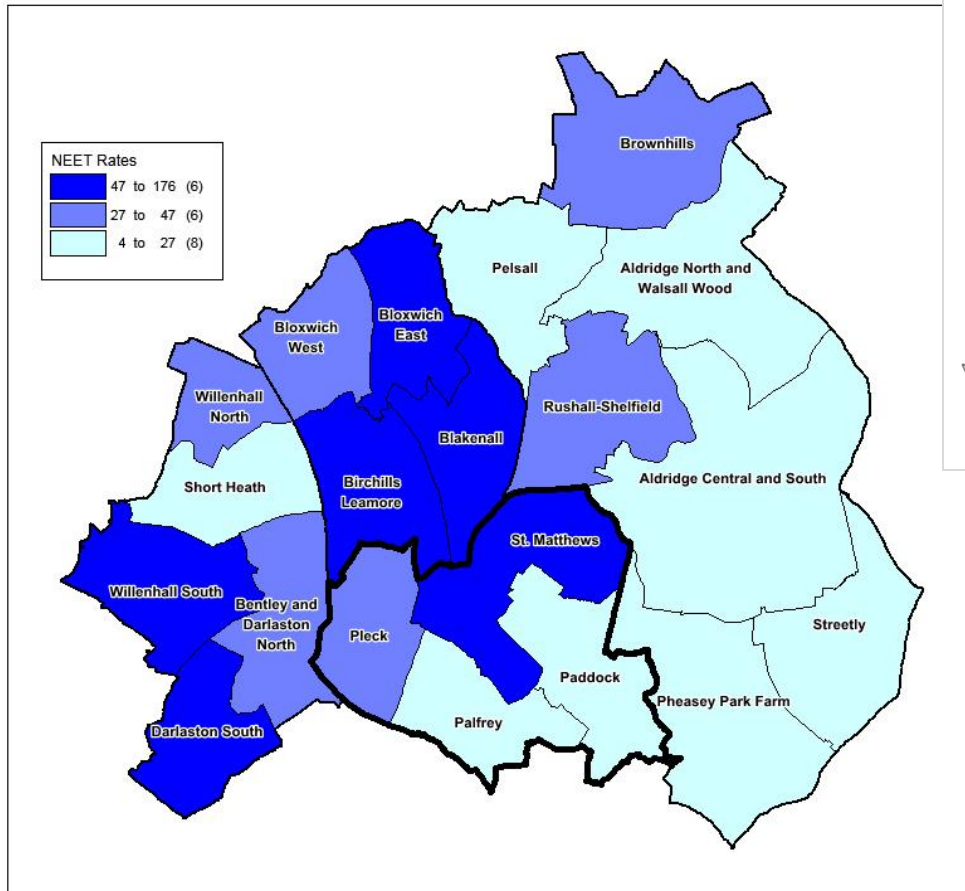 NEET Rates
47 to 176 (6)
27 to 47 (6)
4 to 27 (8)
Brownhills
Pelsall
Aldridge North and
Walsall Wood
Bloxwich
West
Bloxwich
East
Willenhall
North
Rushall-Shelfield
Blakenall
Short Heath
Birchills
Leamore
Aldridge Central and South
St. Matthews
Willenhall South
Bentley and
Darlaston
North
Pleck
Streetly
Paddock
Pheasey Park Farm
Palfrey
Darlaston South